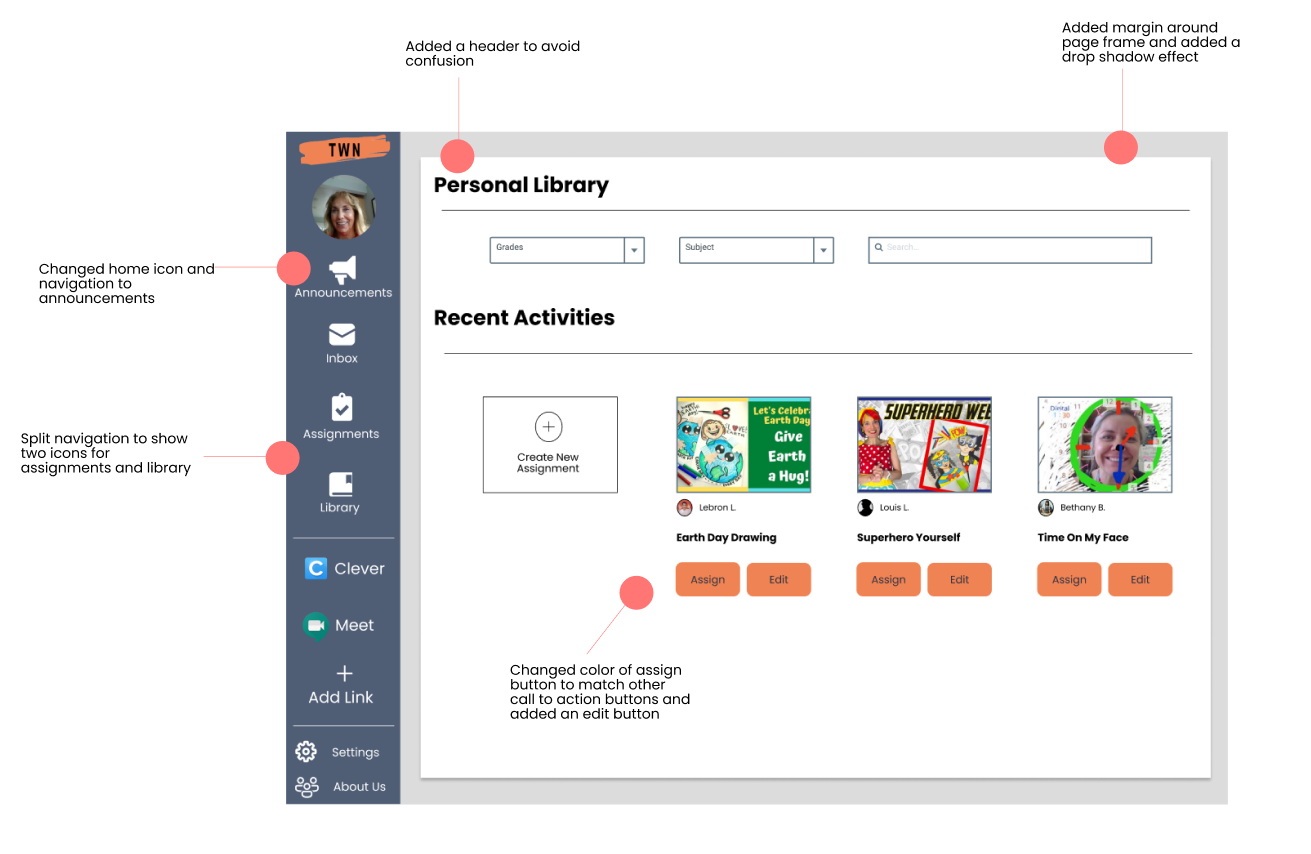 Added margin around
page frame and added a
drop shadow effect
Added a header to avoid
confusion
TWN
Personal Library
Grades
Subject
Search...
Changed home icon and
navigation to
announcements
Announcements
Recent Activities
Inbox
Assignments
Split navigation to show
two icons for
assignments and library
Library
Create New
Assignment
Let's Celebr
Earth Day
Give
Earth
a Hug!
SUPERHERO WEE
Digital
Lebron L.
Louis L.
Bethany B.
Earth Day Drawing
Superhero Yourself
Time On My Face
Assign
Edit
Assign
Edit
Assign
Edit
C Clever
Meet
Add Link
Changed color of assign
button to match other
call to action buttons and
added an edit button
Settings
About Us